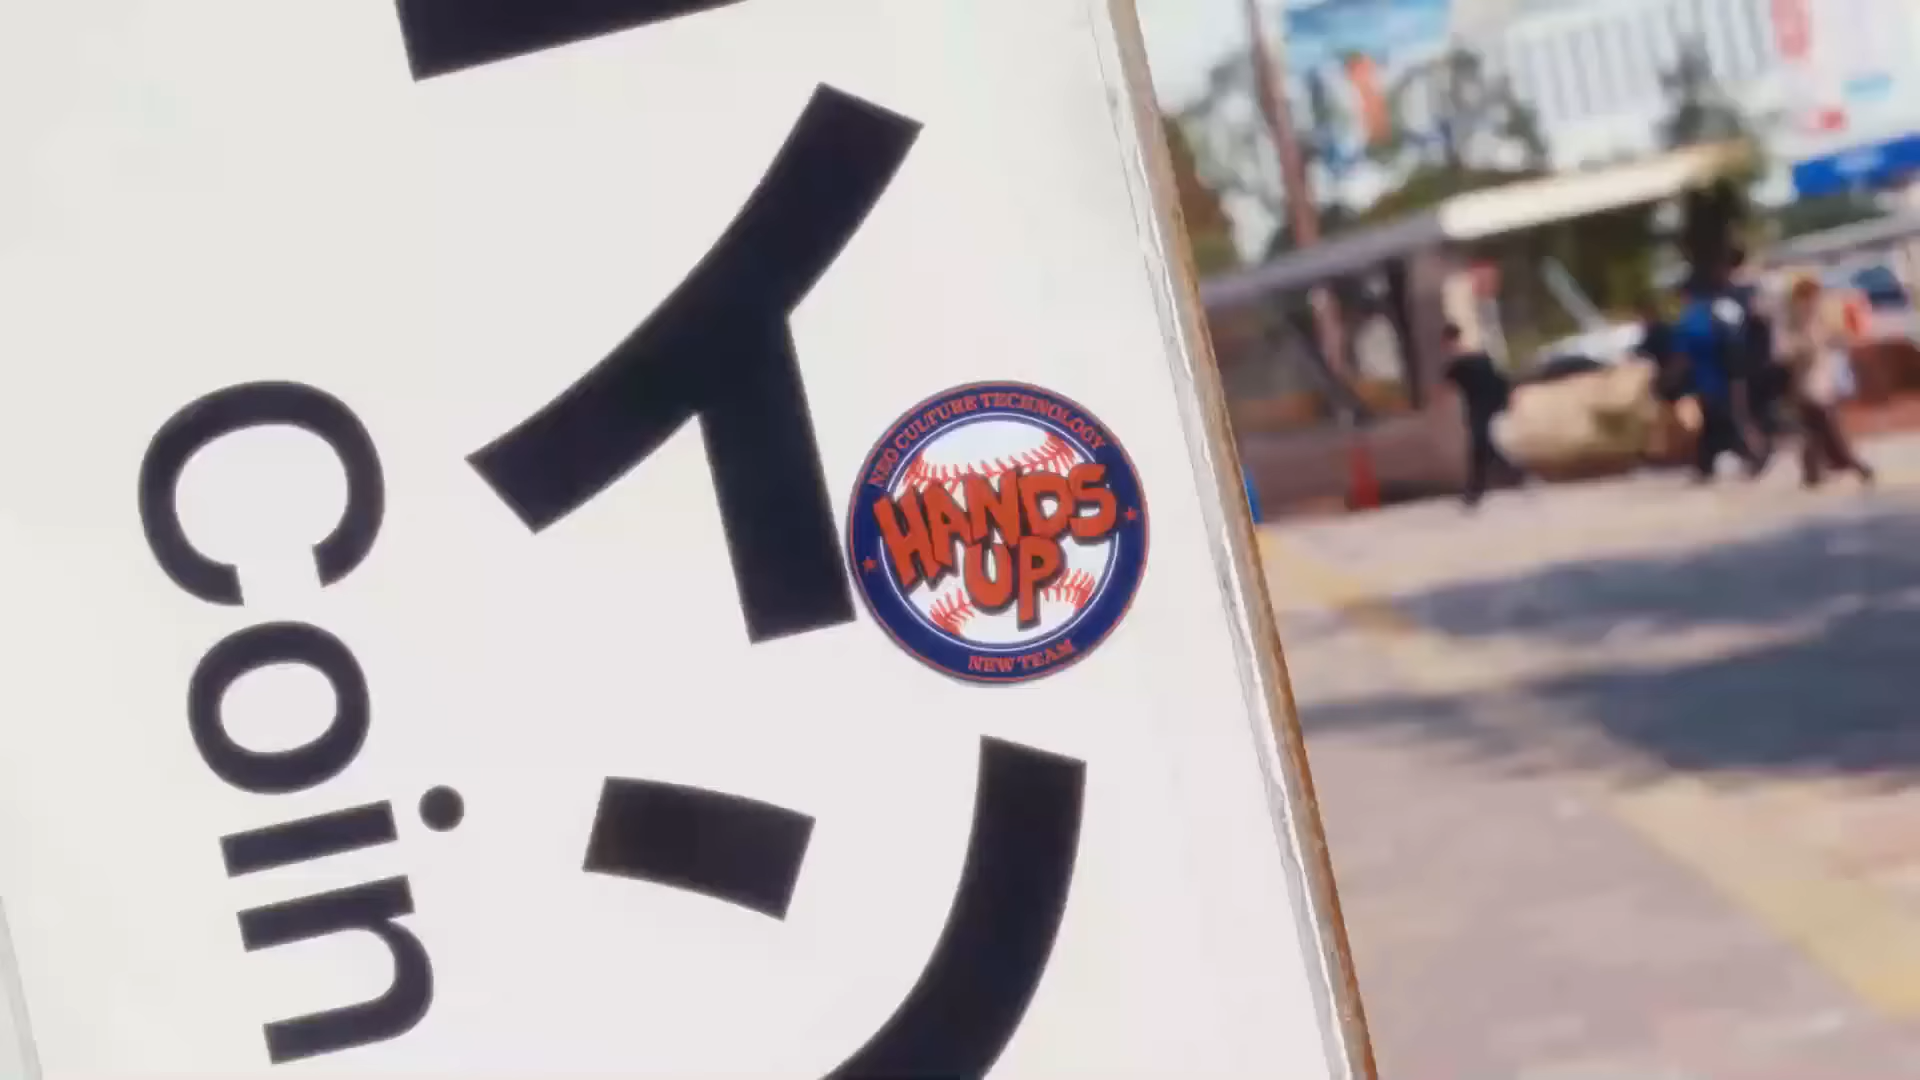 イン
Coin
NEO CULTURE TECHNOLOGY
HANDS
UP
NEW TEAM